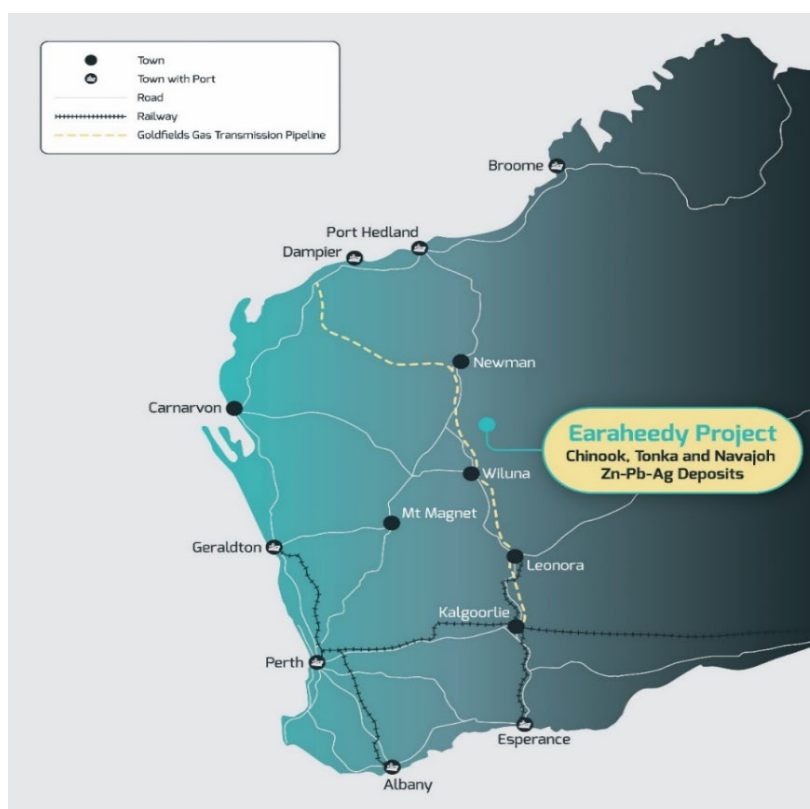 Town
Town with Port
Road
Railway
Goldfields Gas Transmission Pipeline
Broome
Port Hedland
Dampier
Newman
Carnarvon
Earaheedy Project
Chinook, Tonka and Navajoh
Zn-Pb-Ag Deposits
Wiluna
Mt Magnet
Geraldton
Leonora
Kalgoorlie
Perth
Esperance
Albany